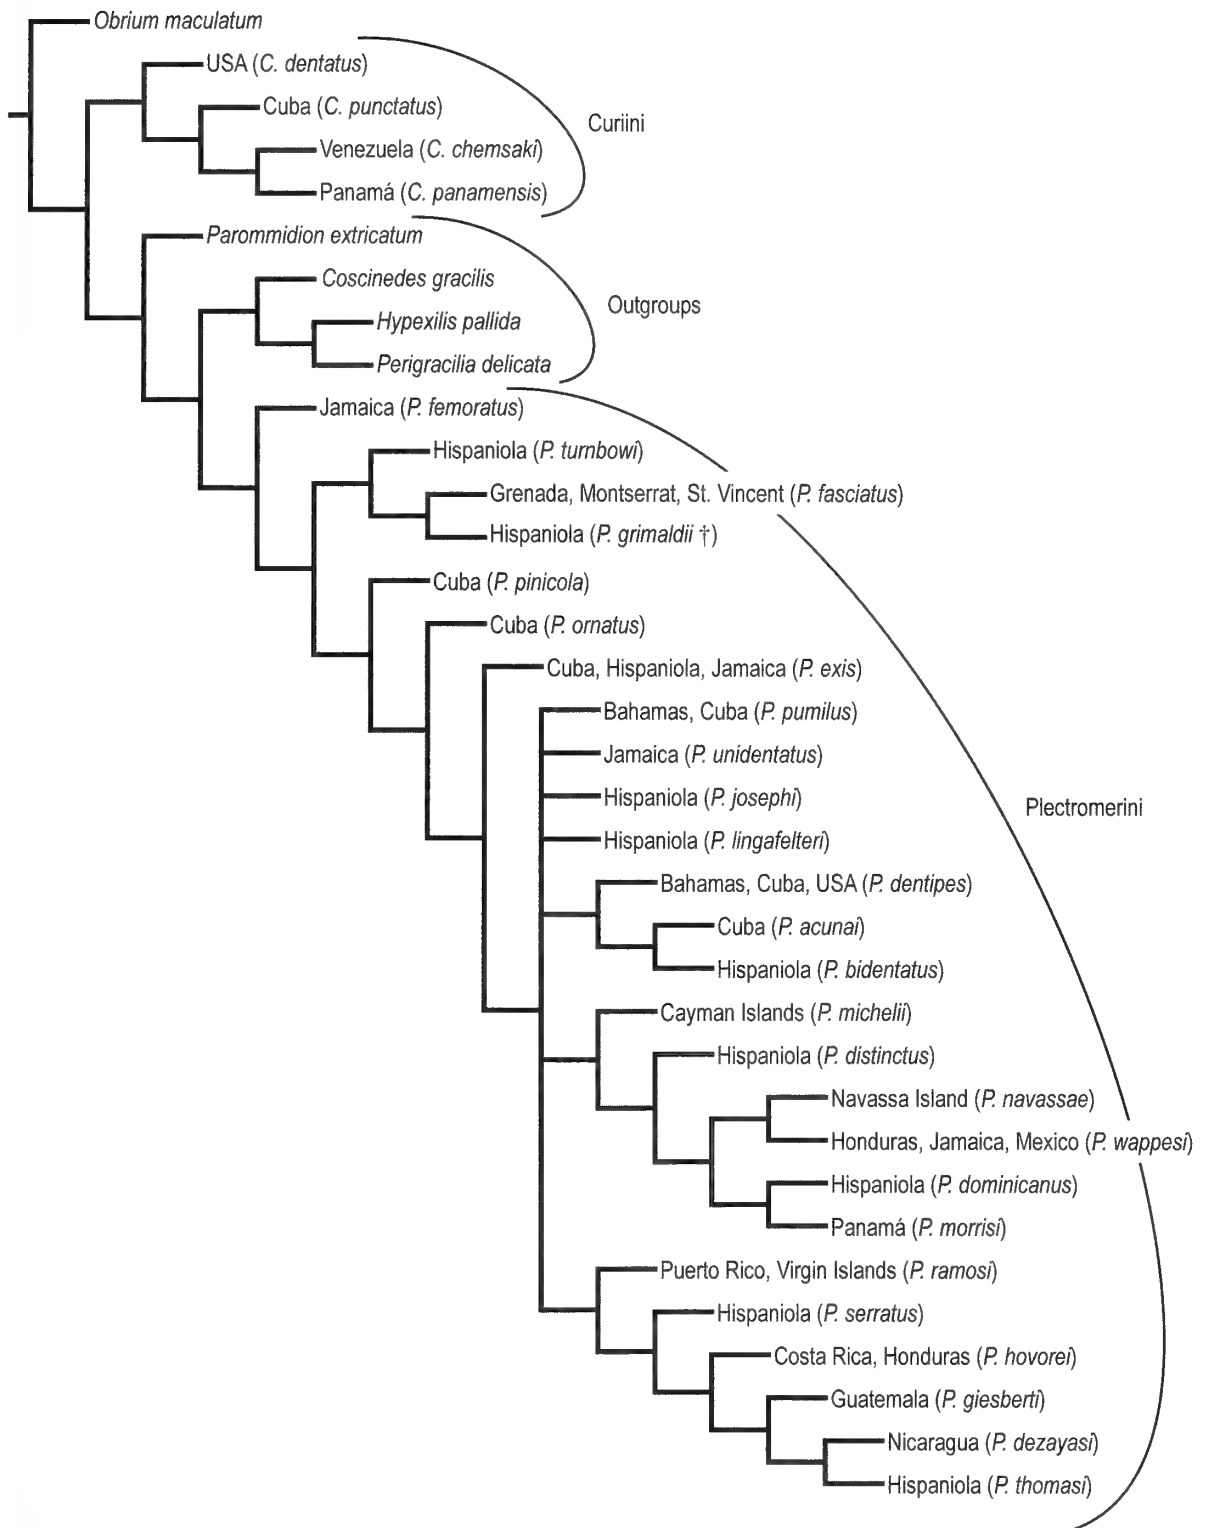 Obrium maculatum
USA (C. dentatus)
Cuba (C. punctatus)
Curiini
Venezuela (C. chemsaki)
Panamá (C. panamensis)
Parommidion extricatum
Coscinedes gracilis
Outgroups
Hypexilis pallida
Perigracilia delicata
Jamaica (P. femoratus)
Hispaniola (P. turnbowi)
Grenada, Montserrat, St. Vincent (P. fasciatus)
Hispaniola (P. grimaldii †)
Cuba (P. pinicola)
Cuba (P. ornatus)
Cuba, Hispaniola, Jamaica (P. exis)
Bahamas, Cuba (P. pumilus)
Jamaica (P. unidentatus)
Hispaniola (P. josephi)
Plectromerini
Hispaniola (P. lingafelteri)
Bahamas, Cuba, USA (P. dentipes)
Cuba (P. acunai)
Hispaniola (P. bidentatus)
Cayman Islands (P. michelii)
Hispaniola (P. distinctus)
Navassa Island (P. navassae)
Honduras, Jamaica, Mexico (P. wappesi)
Hispaniola (P. dominicanus)
Panamá (P. morrisi)
Puerto Rico, Virgin Islands (P. ramosi)
Hispaniola (P. serratus)
Costa Rica, Honduras (P. hovorei)
Guatemala (P. giesberti)
Nicaragua (P. dezayasi)
Hispaniola (P. thomasi)